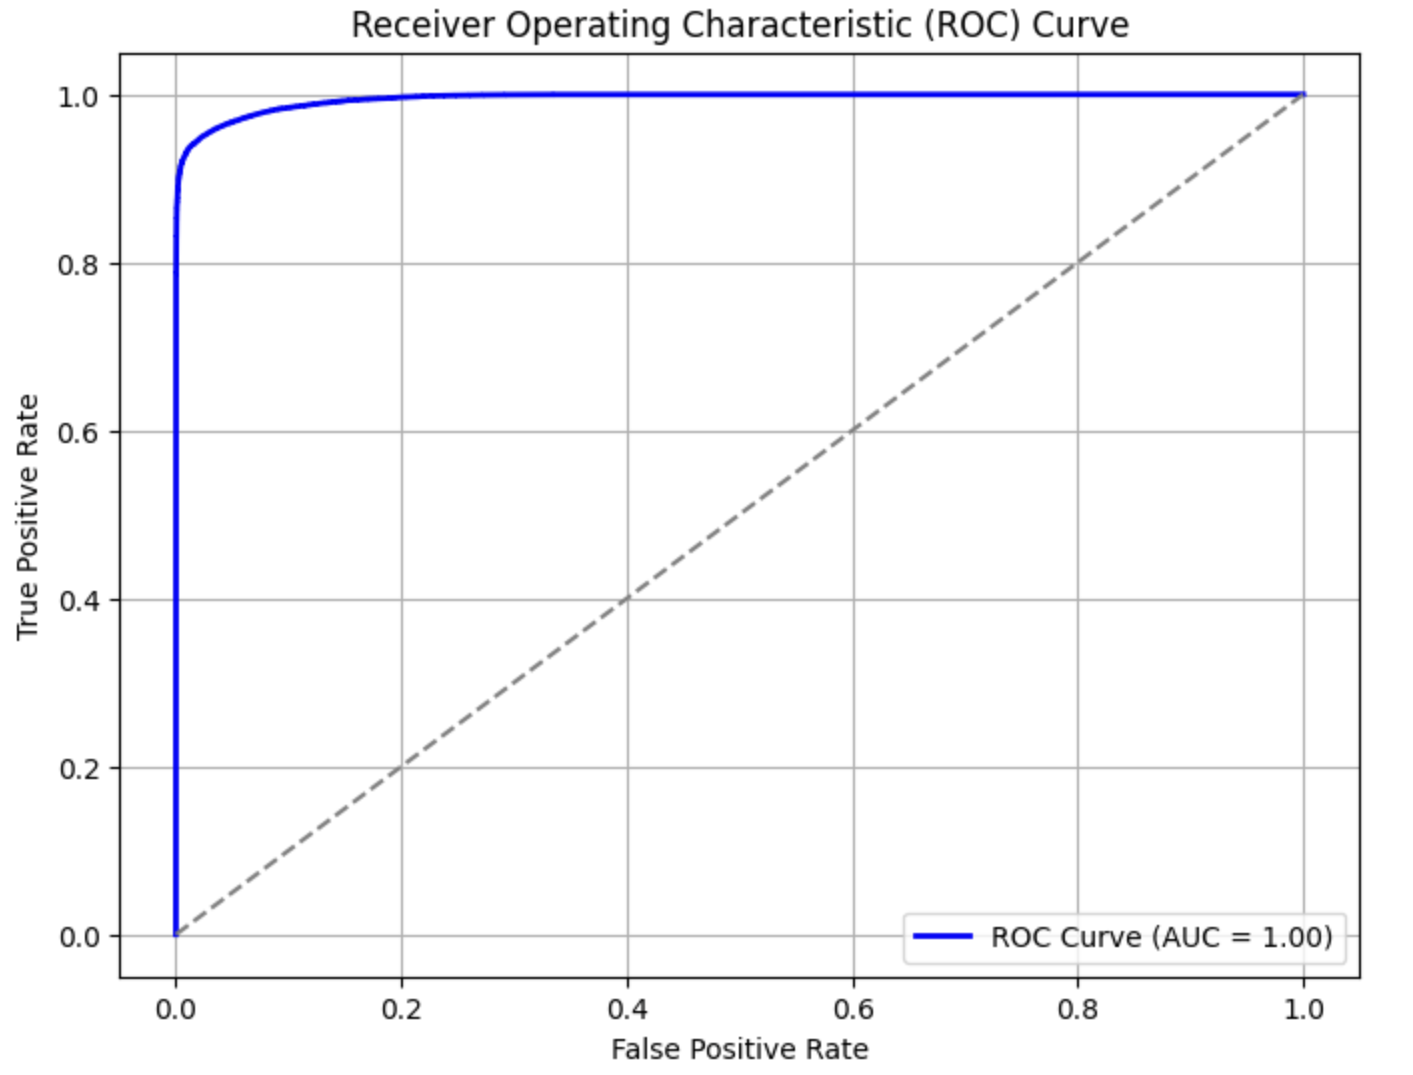 Receiver Operating Characteristic (ROC) Curve
True Positive Rate
1.0
0.8
0.6
0.4
0.2
0.0
ROC Curve (AUC = 1.00)
0.0 0.2 0.4 0.6 0.8 1.0
False Positive Rate